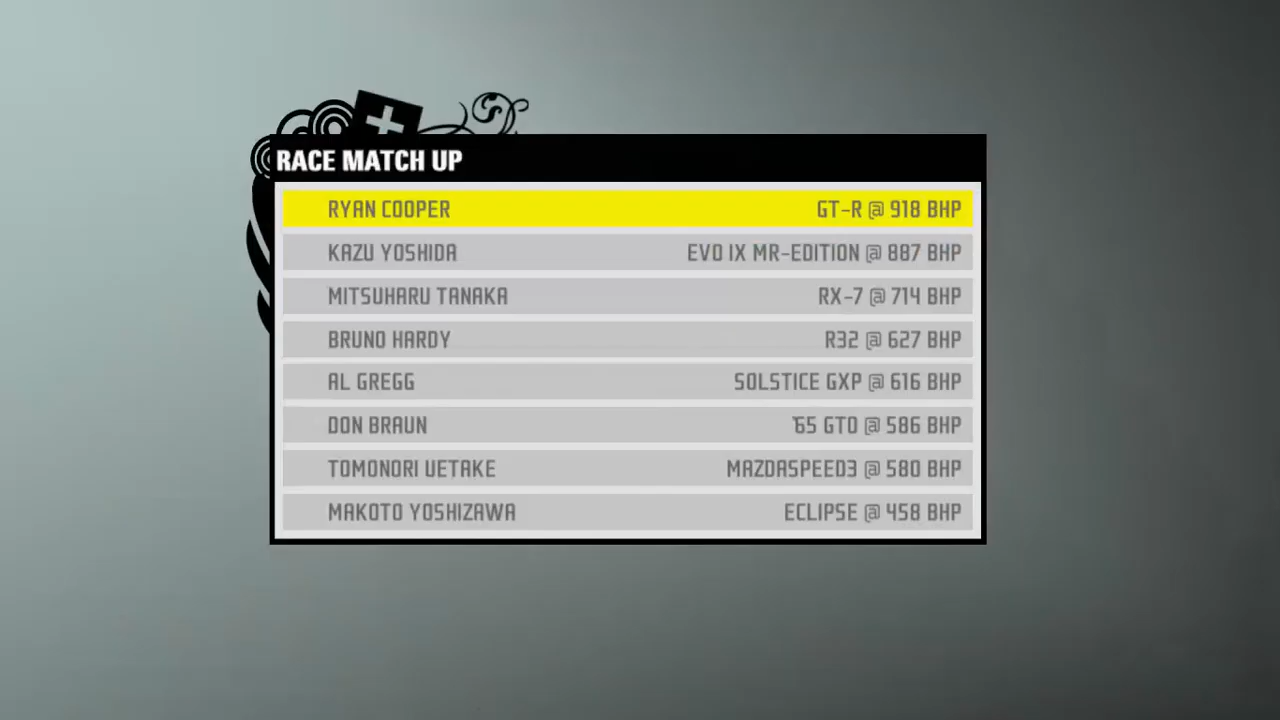 RACE MATCH UP
RYAN COOPER GT-R @ 918 BHP
KAZU YOSHIDA EVO IX MR-EDITION @ 887 BHP
MITSUHARU TANAKA RX-7 @ 714 BHP
BRUNO HARDY R32 @ 627 BHP
AL GREGG SOLSTICE GXP @ 616 BHP
DON BRAUN '65 GTO @ 586 BHP
TOMONORI UETAKE MAZDASPEED3 @ 580 BHP
MAKOTO YOSHIZAWA ECLIPSE @ 458 BHP